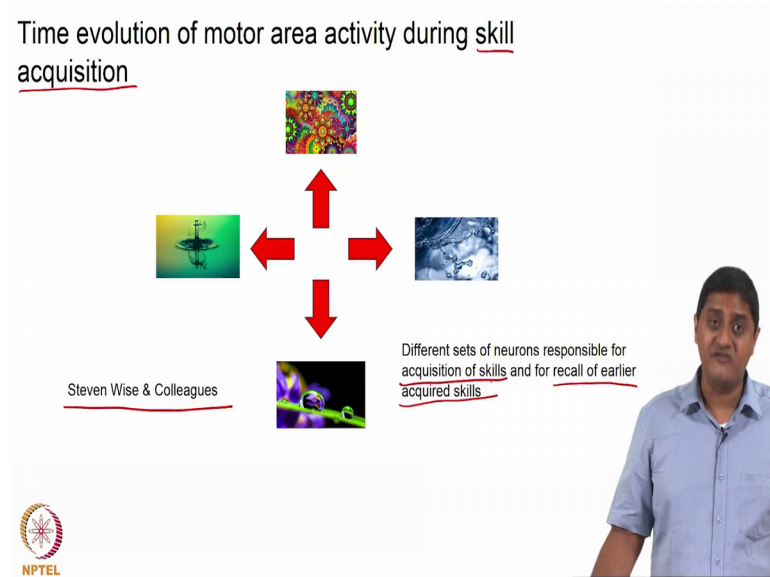 Time evolution of motor area activity during skill
acquisition
Different sets of neurons responsible for
acquisition of skills and for recall of earlier
acquired skills
Steven Wise & Colleagues
NPTEL